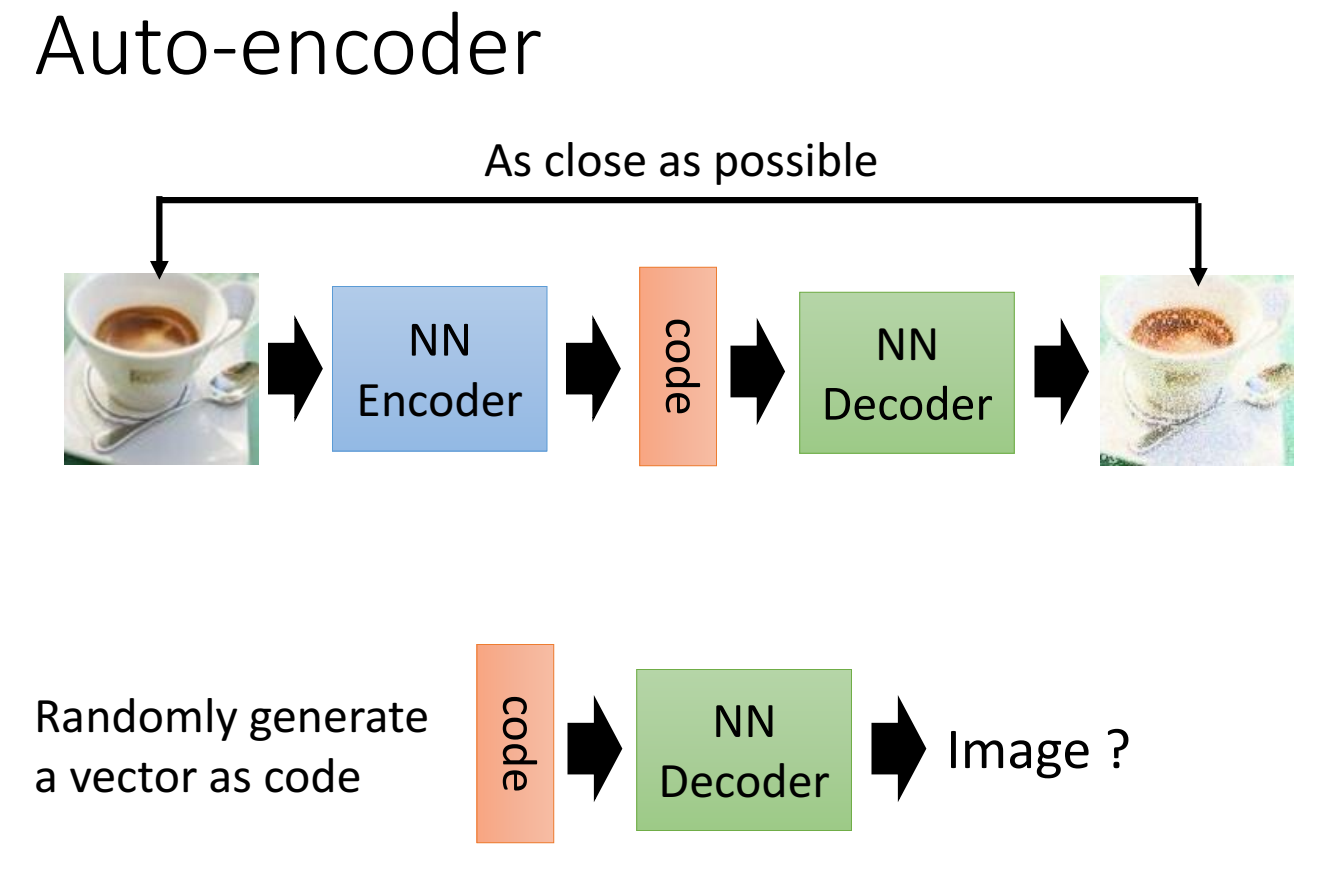 Auto-encoder
As close as possible
NN
Encoder
code
NN
Decoder
Randomly generate
a vector as code
code
NN
Decoder
Image ?